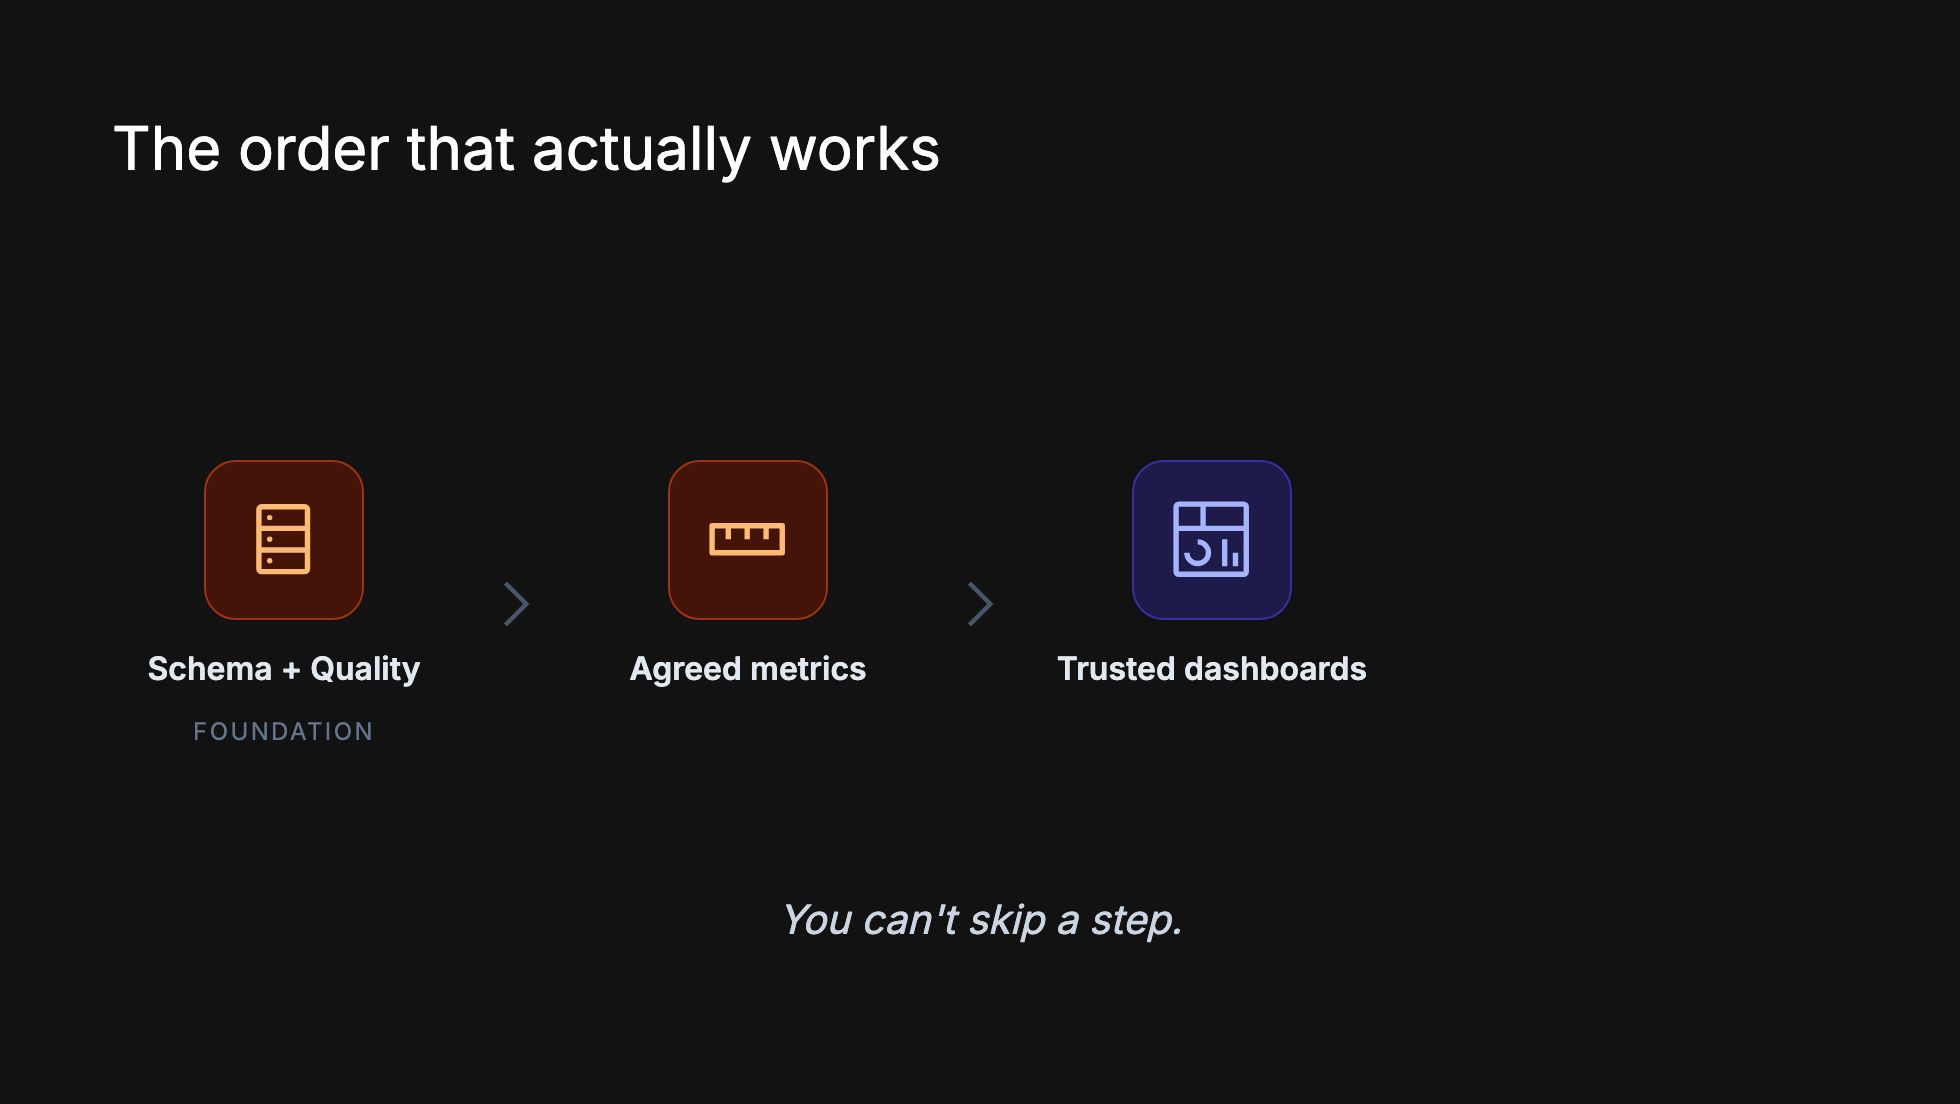 The order that actually works
Schema + Quality
Agreed metrics
Trusted dashboards
FOUNDATION
You can't skip a step.